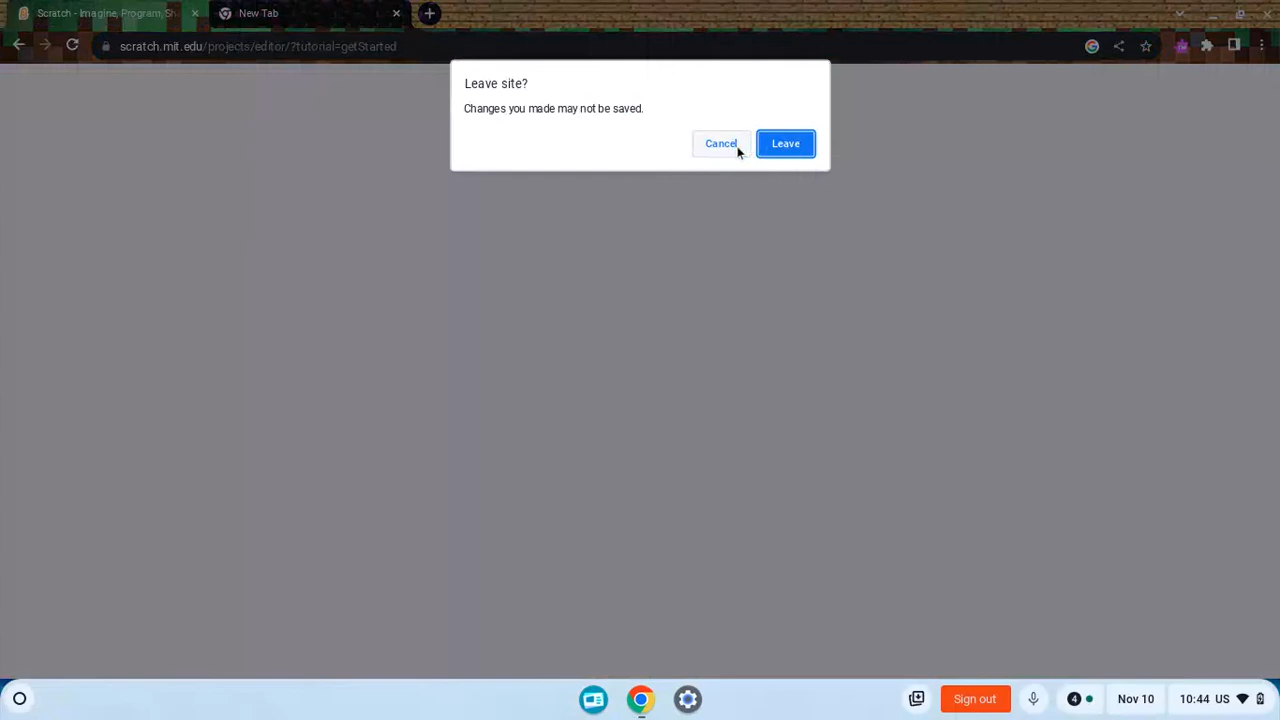 Scratch - Imagine, Program, Sh
New Tab
scratch.mit.edu/projects/editor/?tutorial=getStarted
Leave site?
Changes you made may not be saved.
Cancel
Leave
Sign out
4
Nov 10
10:44 US